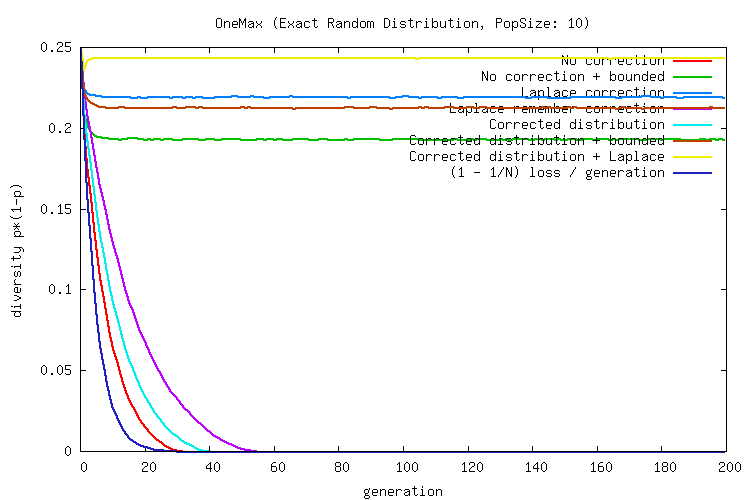 OneMax (Exact Random Distribution, PopSize: 10)
0.25
No correction
No correction + bounded
Laplace correction
Laplace remember correction
0.2
Corrected distribution
Corrected distribution + bounded
Corrected distribution + Laplace
(1 - 1/N) loss / generation
0.15
diversity p*(1-p)
0.1
0.05
0
0 20 40 60 80 100 120 140 160 180 200
generation